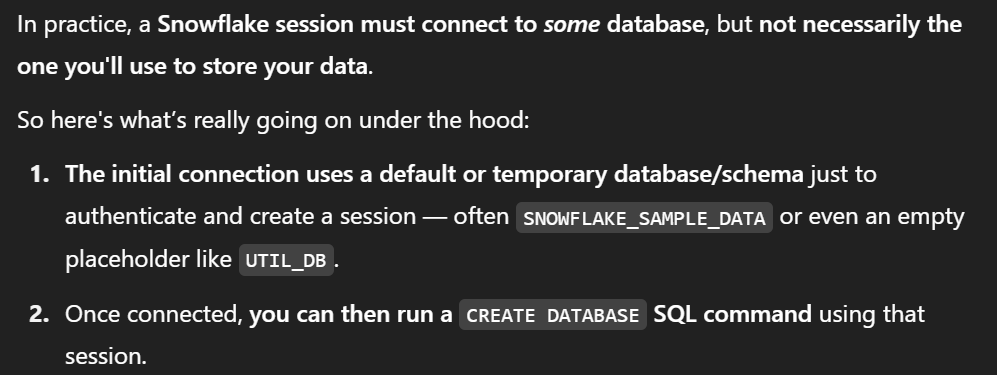 In practice, a Snowflake session must connect to some database, but not necessarily the
one you'll use to store your data.
So here's what’s really going on under the hood:
1. The initial connection uses a default or temporary database/schema just to
authenticate and create a session — often SNOWFLAKE_SAMPLE_DATA or even an empty
placeholder like UTIL_DB.
2. Once connected, you can then run a CREATE DATABASE SQL command using that
session.